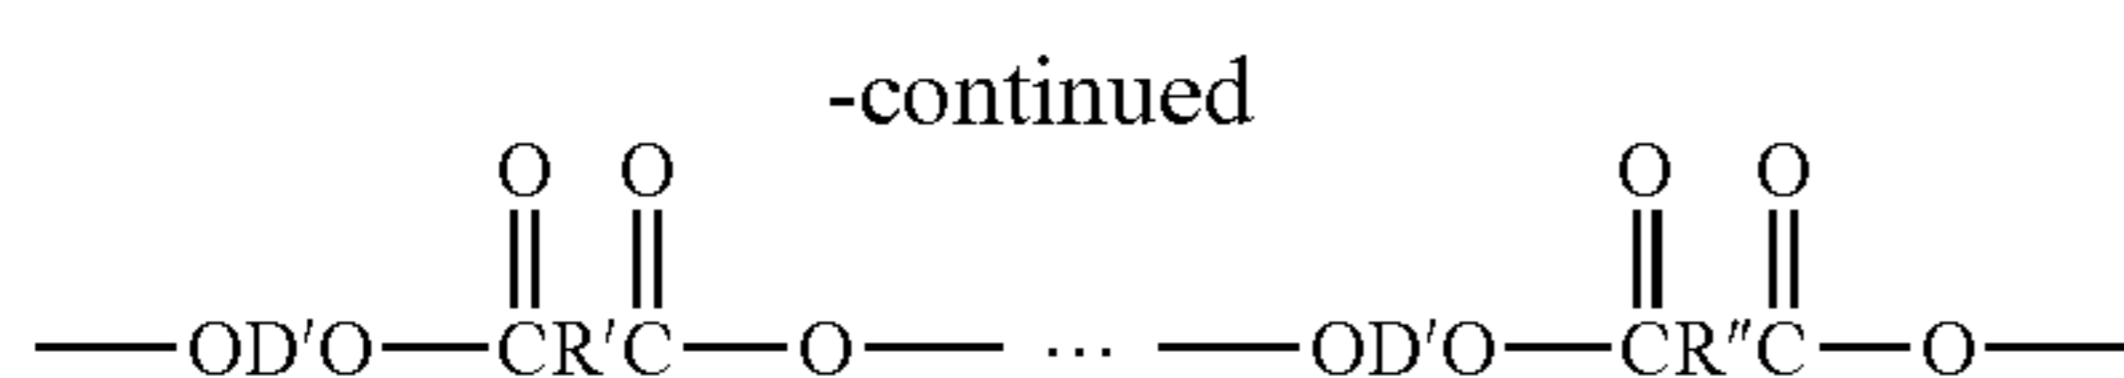 -continued
O O O O
—OD′O—CR′C—O— ··· —OD′O—CR″C—O—